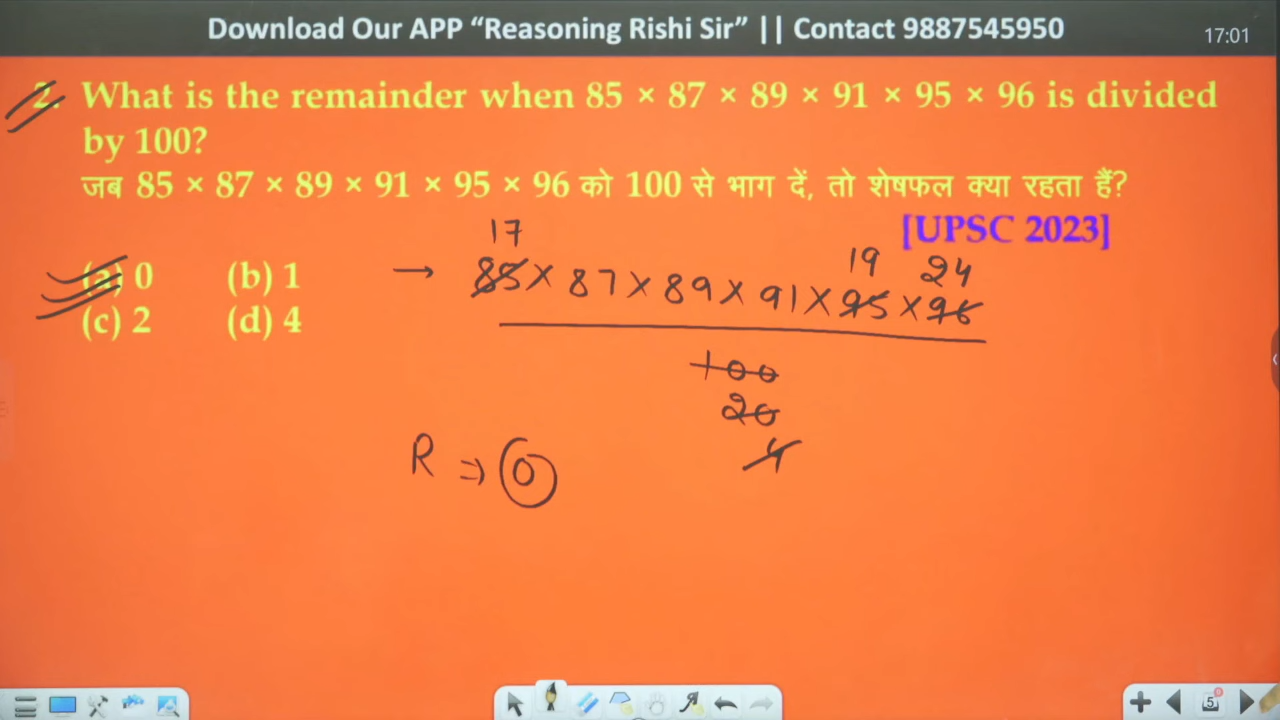 Download Our APP “Reasoning Rishi Sir” || Contact 9887545950
17:01
2. What is the remainder when 85 × 87 × 89 × 91 × 95 × 96 is divided
by 100?
जब 85 × 87 × 89 × 91 × 95 × 96 को 100 से भाग दें, तो शेषफल क्या रहता हैं?
[UPSC 2023]
(a) 0 (b) 1
(c) 2 (d) 4
17 19 24
→ 85 × 87 × 89 × 91 × 95 × 96
100
20
4
R ⇒ 0
5